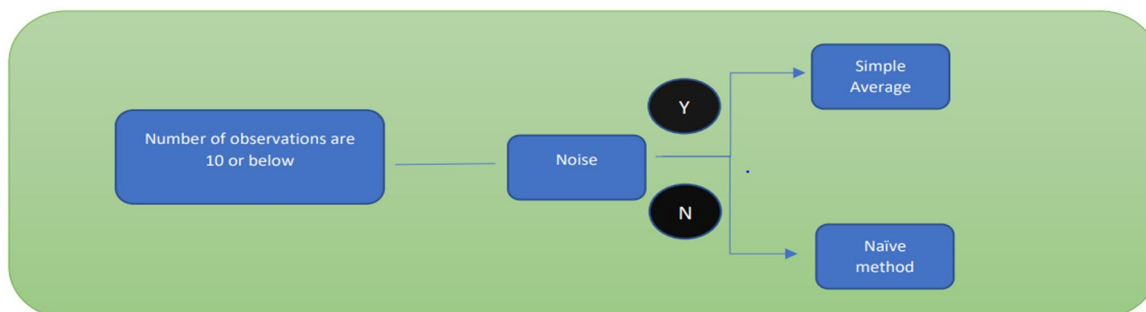 Number of observations are
10 or below
Noise
Y
N
Simple
Average
Naïve
method